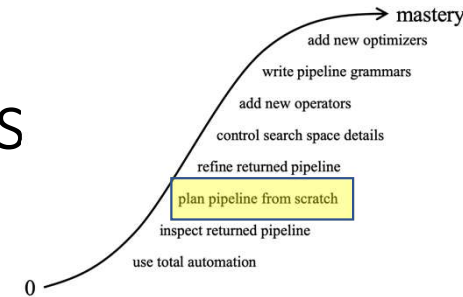 mastery
add new optimizers
write pipeline grammars
add new operators
s
control search space details
refine returned pipeline
plan pipeline from scratch
inspect returned pipeline
use total automation
0